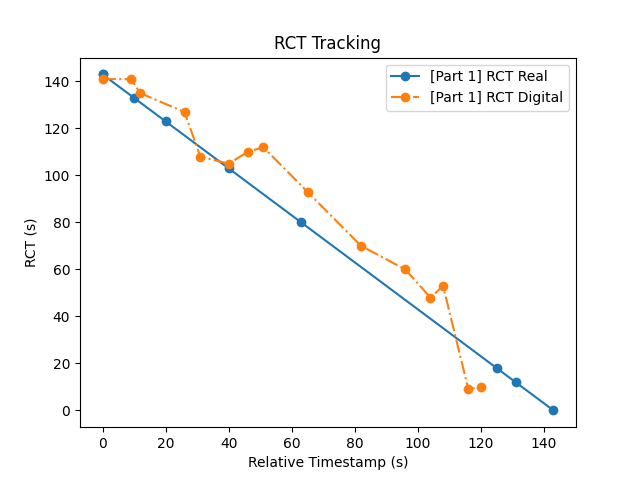 RCT Tracking
[Part 1] RCT Real
[Part 1] RCT Digital
RCT (s)
140
120
100
80
60
40
20
0
0 20 40 60 80 100 120 140
Relative Timestamp (s)